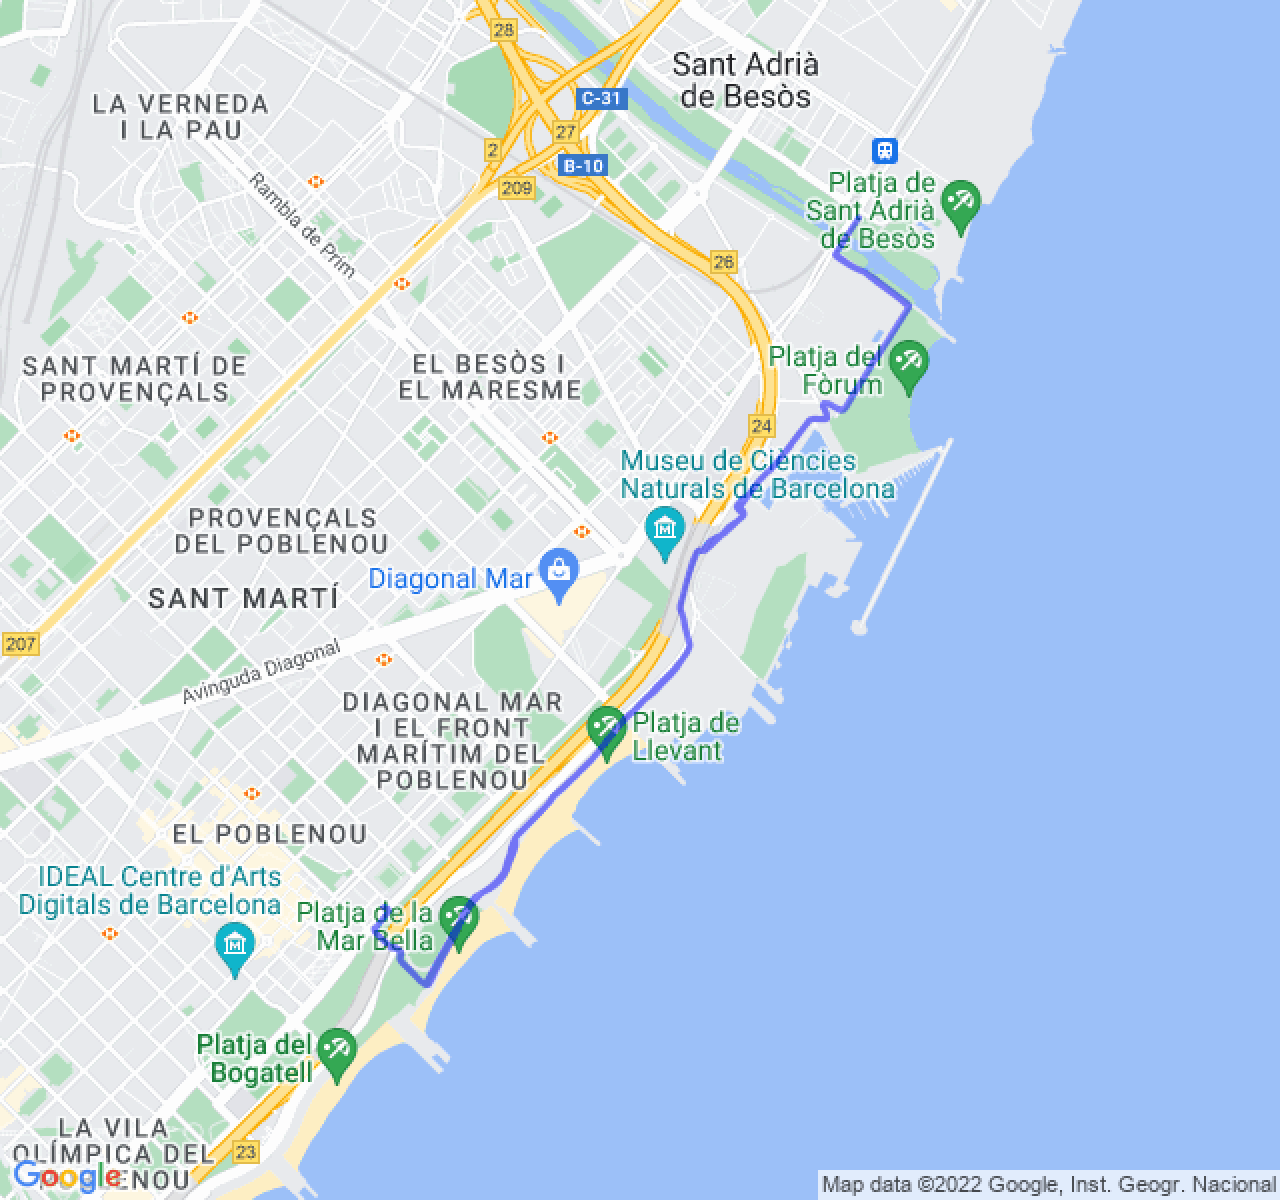 28
Sant Adrià
de Besòs
C-31
LA VERNEDA
I LA PAU
27
2
B-10
209
Platja de
Sant Adrià
de Besòs
Rambla de Prim
26
SANT MARTÍ DE
PROVENÇALS
EL BESÒS I
EL MARESME
Platja del
Fòrum
24
Museu de Ciències
Naturals de Barcelona
PROVENÇALS
DEL POBLENOU
Diagonal Mar
SANT MARTÍ
207
Avinguda Diagonal
DIAGONAL MAR
I EL FRONT
MARÍTIM DEL
POBLENOU
Platja de
Llevant
EL POBLENOU
IDEAL Centre d'Arts
Digitals de Barcelona
Platja de la
Mar Bella
Platja del
Bogatell
LA VILA
OLÍMPICA DEL
POBLENOU
23
Google
Map data ©2022 Google, Inst. Geogr. Nacional